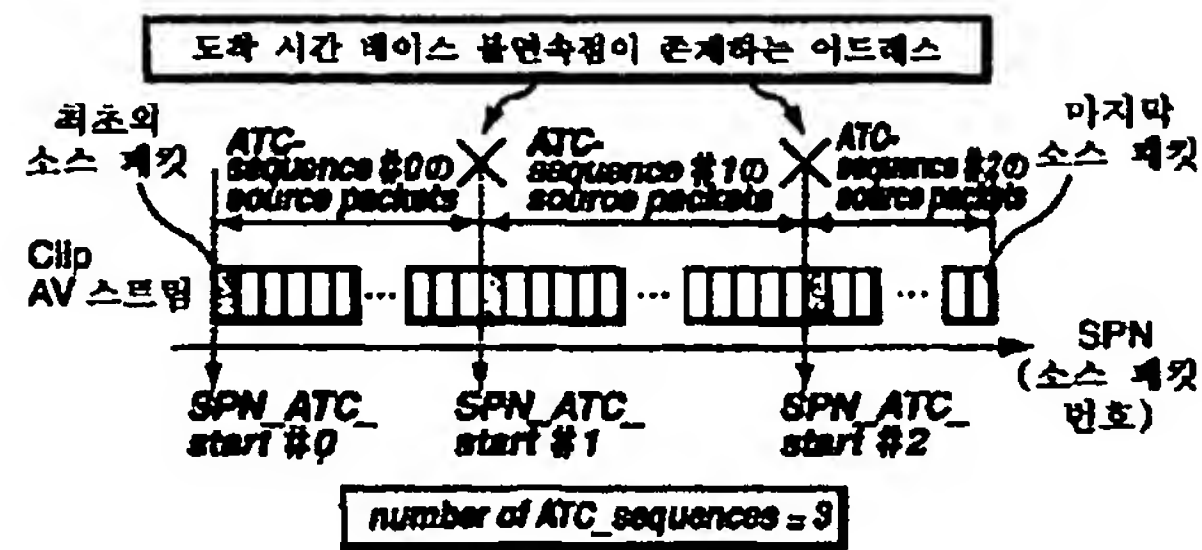 도착 시간 베이스 불연속점이 존재하는 어드레스
최초의
소스 패킷
ATC-
sequence #0の
source packets
ATC-
sequence #1の
source packets
ATC-
sequence #2の
source packets
마지막
소스 패킷
Clip
AV 스트림
...
...
...
SPN
(소스 패킷
번호)
SPN_ATC_
start #0
SPN_ATC_
start #1
SPN_ATC_
start #2
number of ATC_sequences = 3